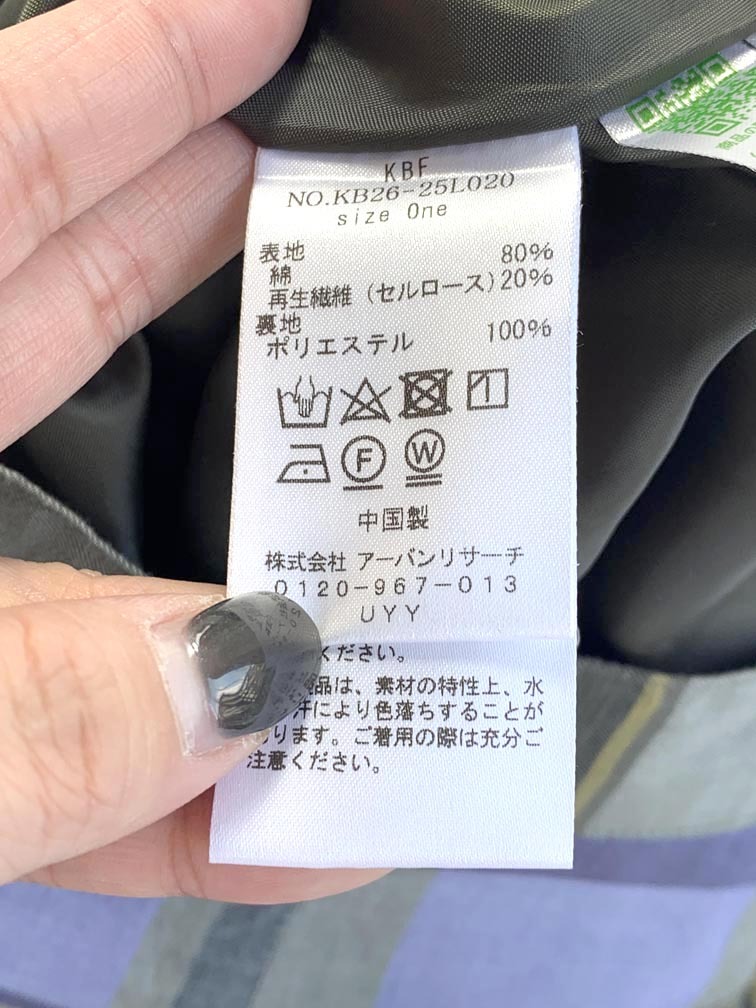 KBF
NO.KB26-25L020
size One
表地
綿 80%
再生繊維 (セルロース)20%
裏地
ポリエステル 100%
F
W
中国製
株式会社 アーバンリサーチ
0120-967-013
UYY
ください。
品は、素材の特性上、水
汗により色落ちすることが
ります。ご着用の際は充分ご
注意ください。